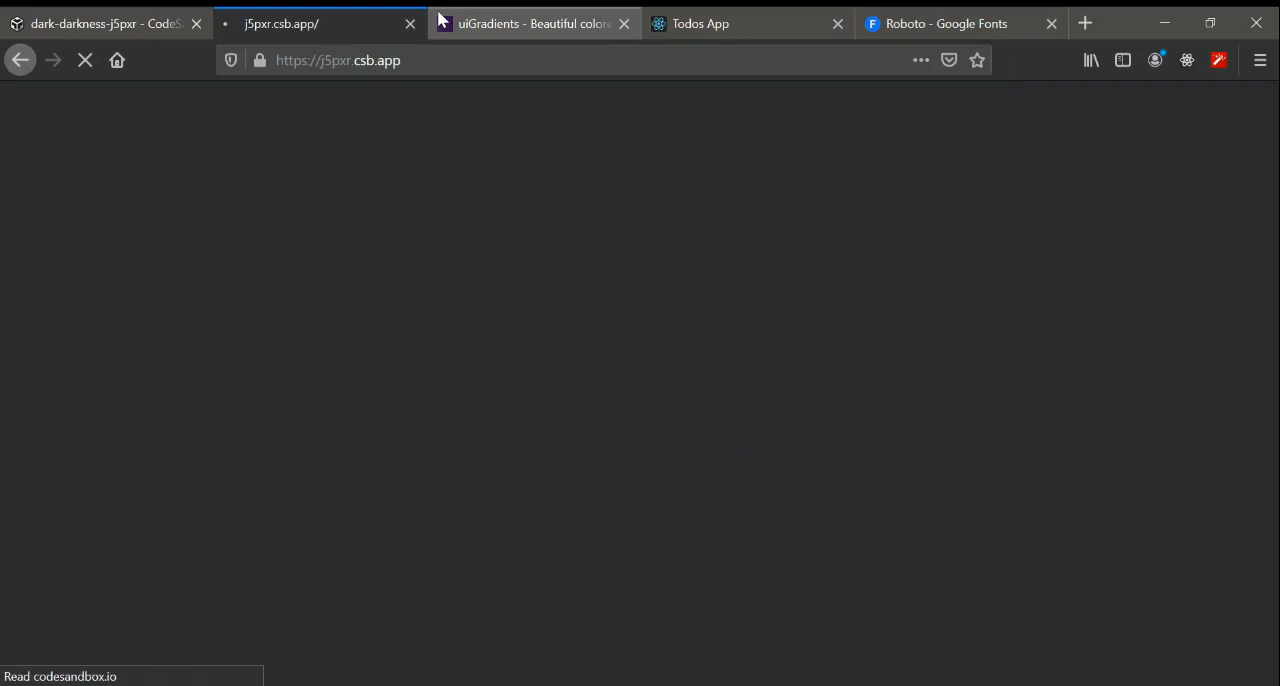 dark-darkness-j5pxr - CodeS
j5pxr.csb.app/
uiGradients - Beautiful colore
Todos App
F Roboto - Google Fonts
https://j5pxr.csb.app
Read codesandbox.io